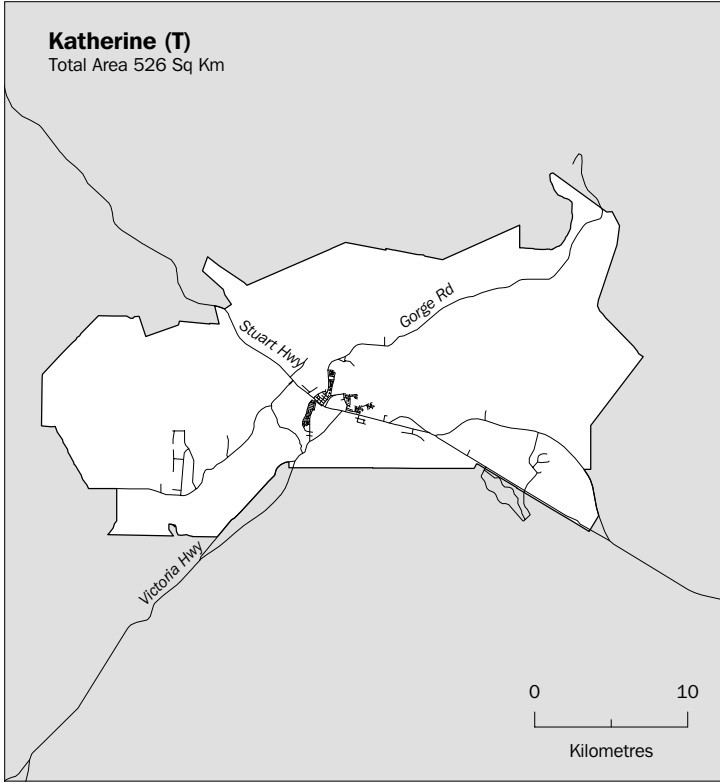 Katherine (T)
Total Area 526 Sq Km
Gorge Rd
Stuart Hwy
Victoria Hwy
0 10
Kilometres